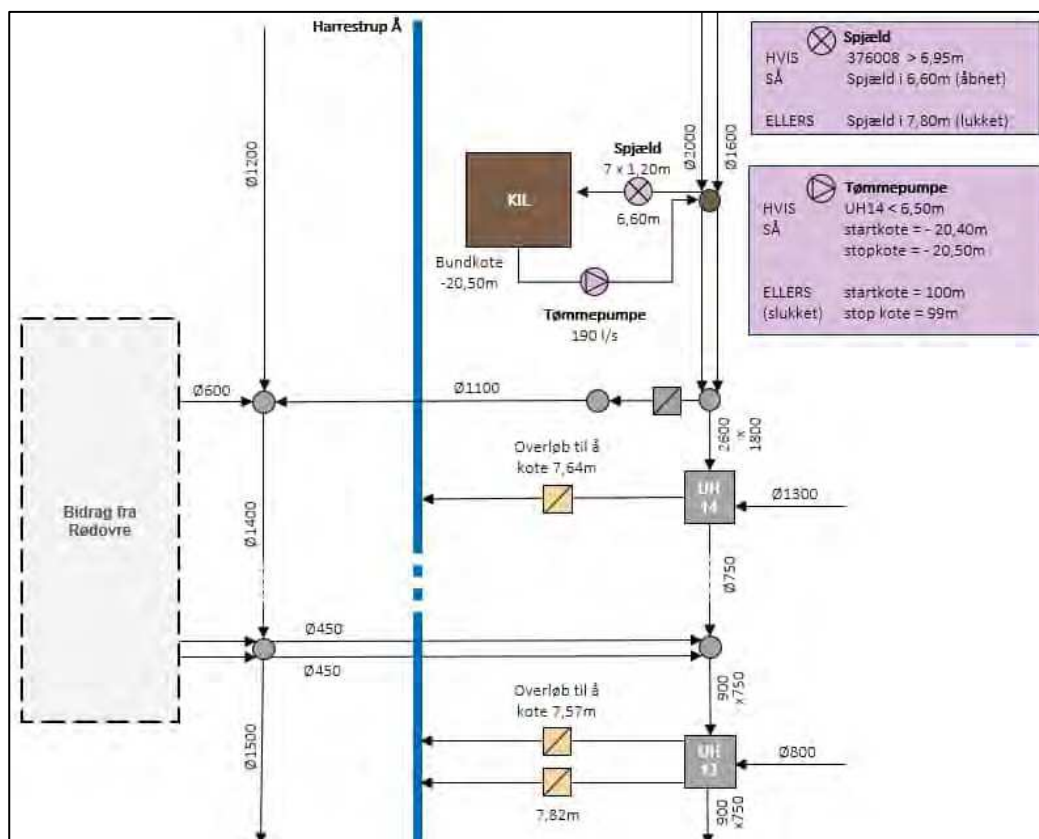 Harrestrup Å
Spjæld
HVIS 376008 > 6,95m
SÅ Spjæld i 6,60m (åbnet)
ELLERS Spjæld i 7,80m (lukket)
Ø1200
Ø2000
Ø1600
Spjæld
7 x 1,20m
KIL
6,60m
Bundkote
-20,50m
Tømmepumpe
190 l/s
Tømmepumpe
HVIS UH14 < 6,50m
SÅ startkote = - 20,40m
stopkote = - 20,50m
ELLERS startkote = 100m
(slukket) stop kote = 99m
Ø600
Ø1100
2600
x
1800
Overløb til å
kote 7,64m
UH
14
Ø1300
Bidrag fra
Rødovre
Ø1400
Ø750
Ø450
Ø450
900
x750
Overløb til å
kote 7,57m
Ø1500
UH
13
Ø800
7,82m
900
x750